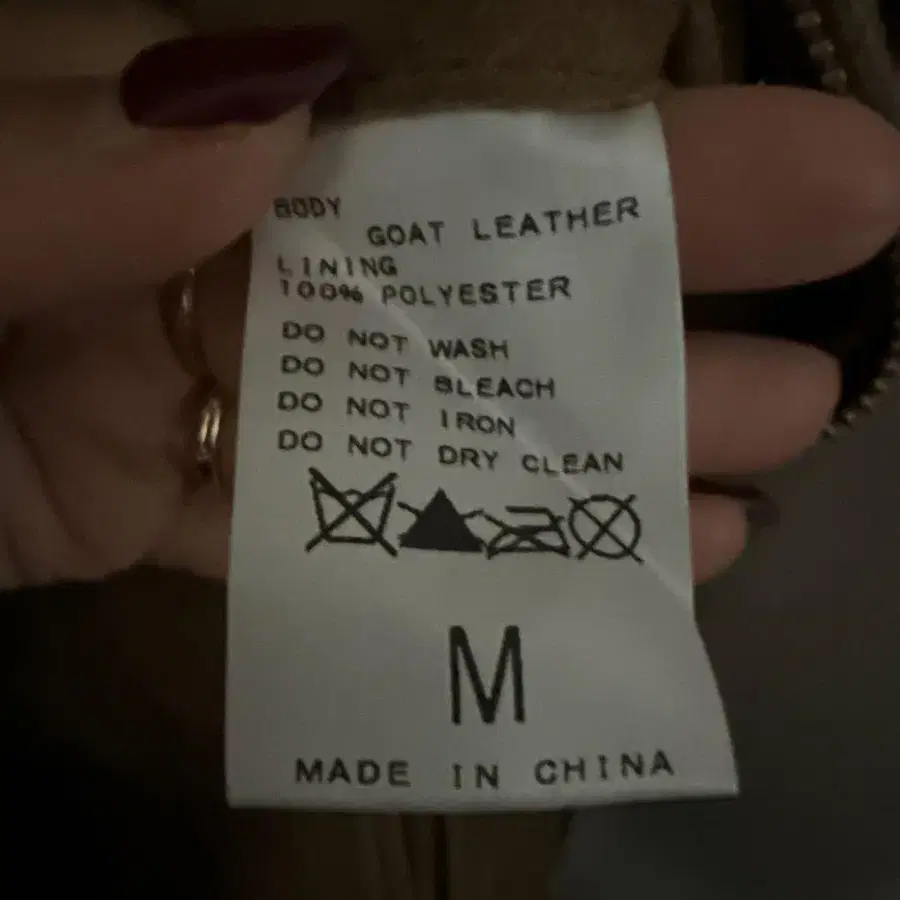 BODY
GOAT LEATHER
LINING
100% POLYESTER
DO NOT WASH
DO NOT BLEACH
DO NOT IRON
DO NOT DRY CLEAN
M
MADE IN CHINA